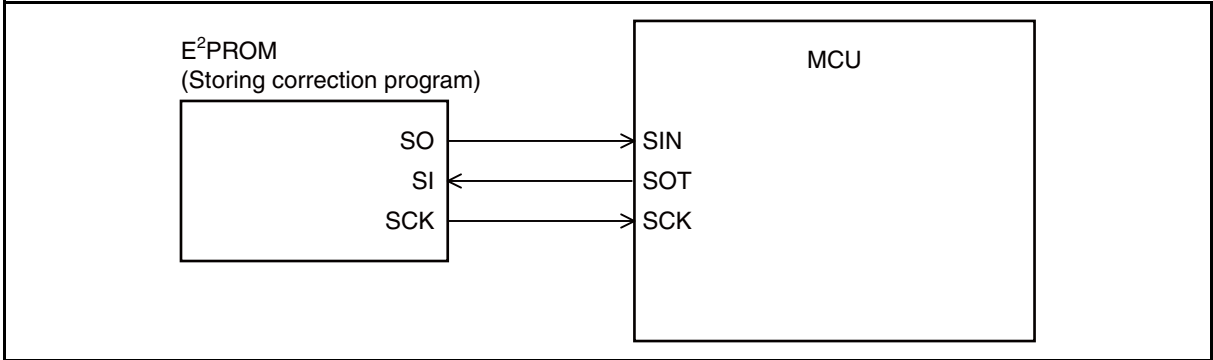 E²PROM
(Storing correction program)
MCU
SO
SIN
SI
SOT
SCK
SCK